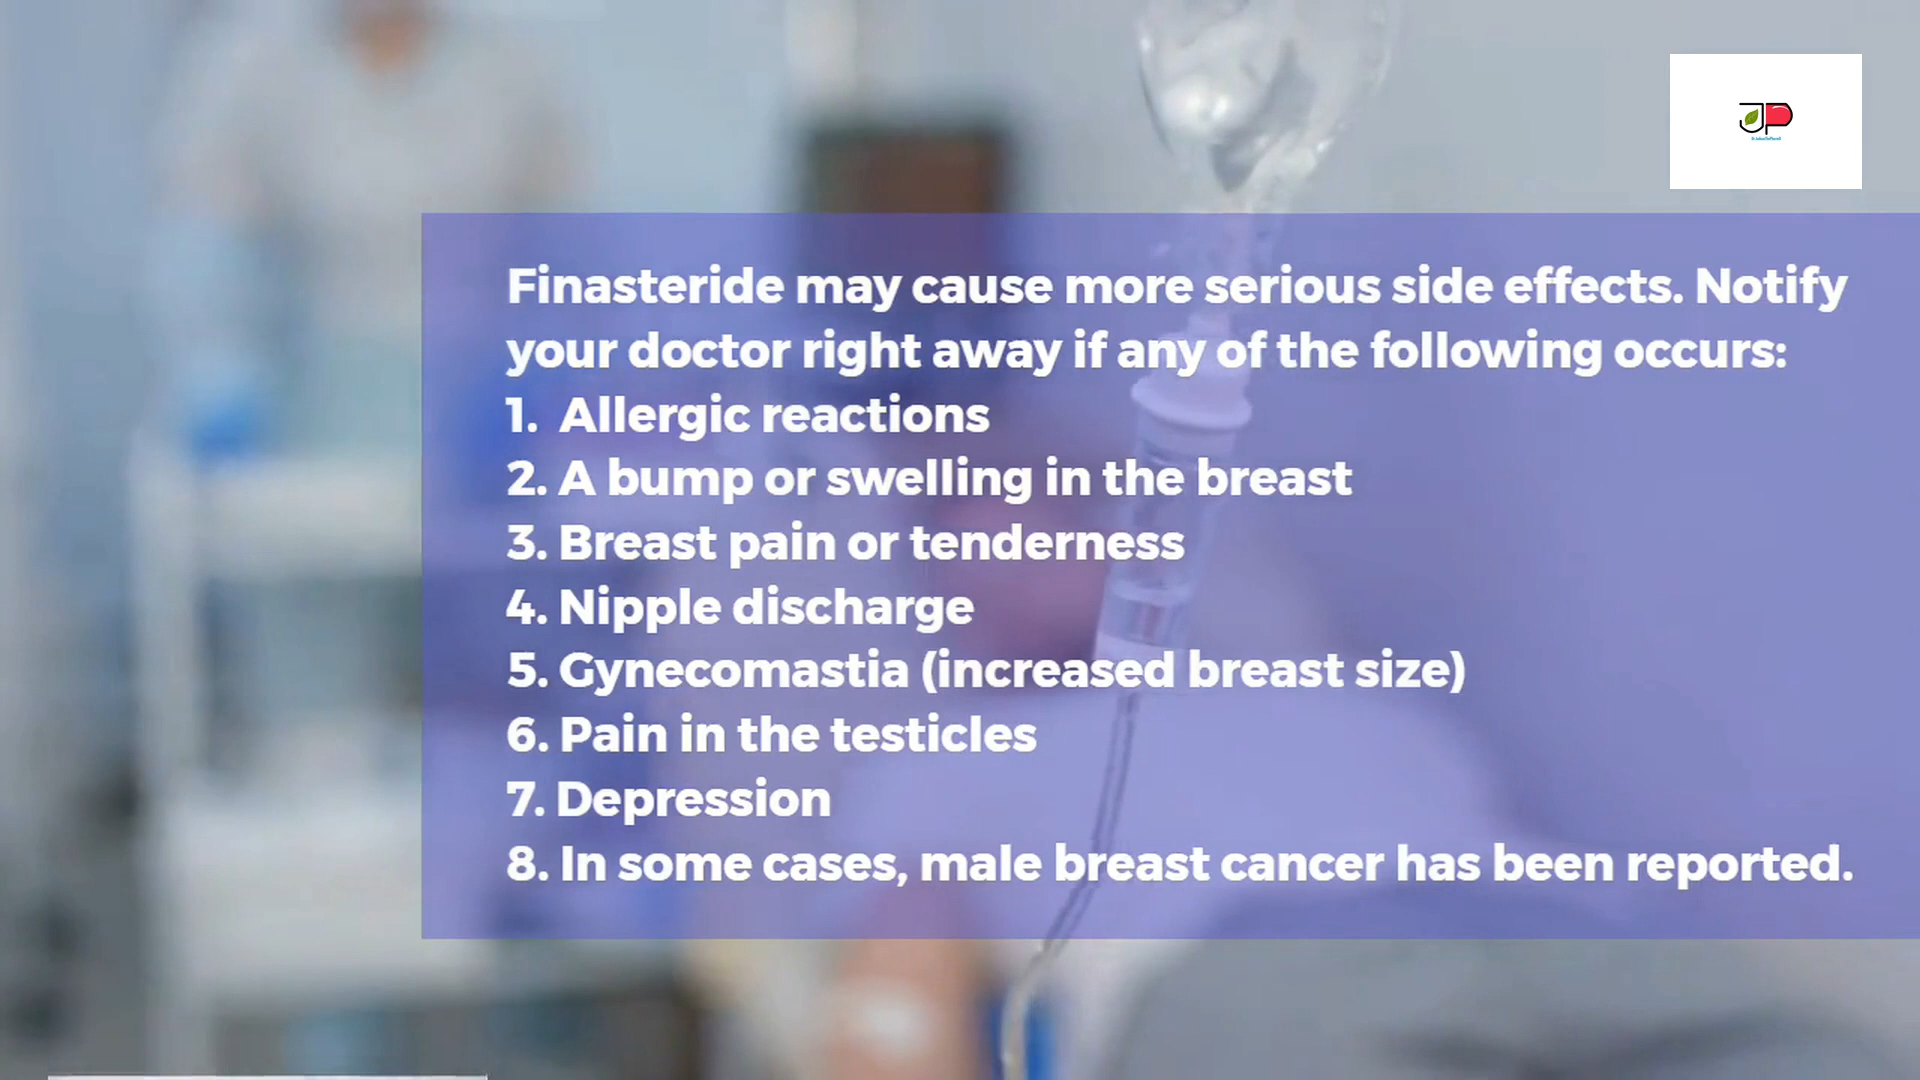 JP
Finasteride may cause more serious side effects. Notify
your doctor right away if any of the following occurs:
1. Allergic reactions
2. A bump or swelling in the breast
3. Breast pain or tenderness
4. Nipple discharge
5. Gynecomastia (increased breast size)
6. Pain in the testicles
7. Depression
8. In some cases, male breast cancer has been reported.